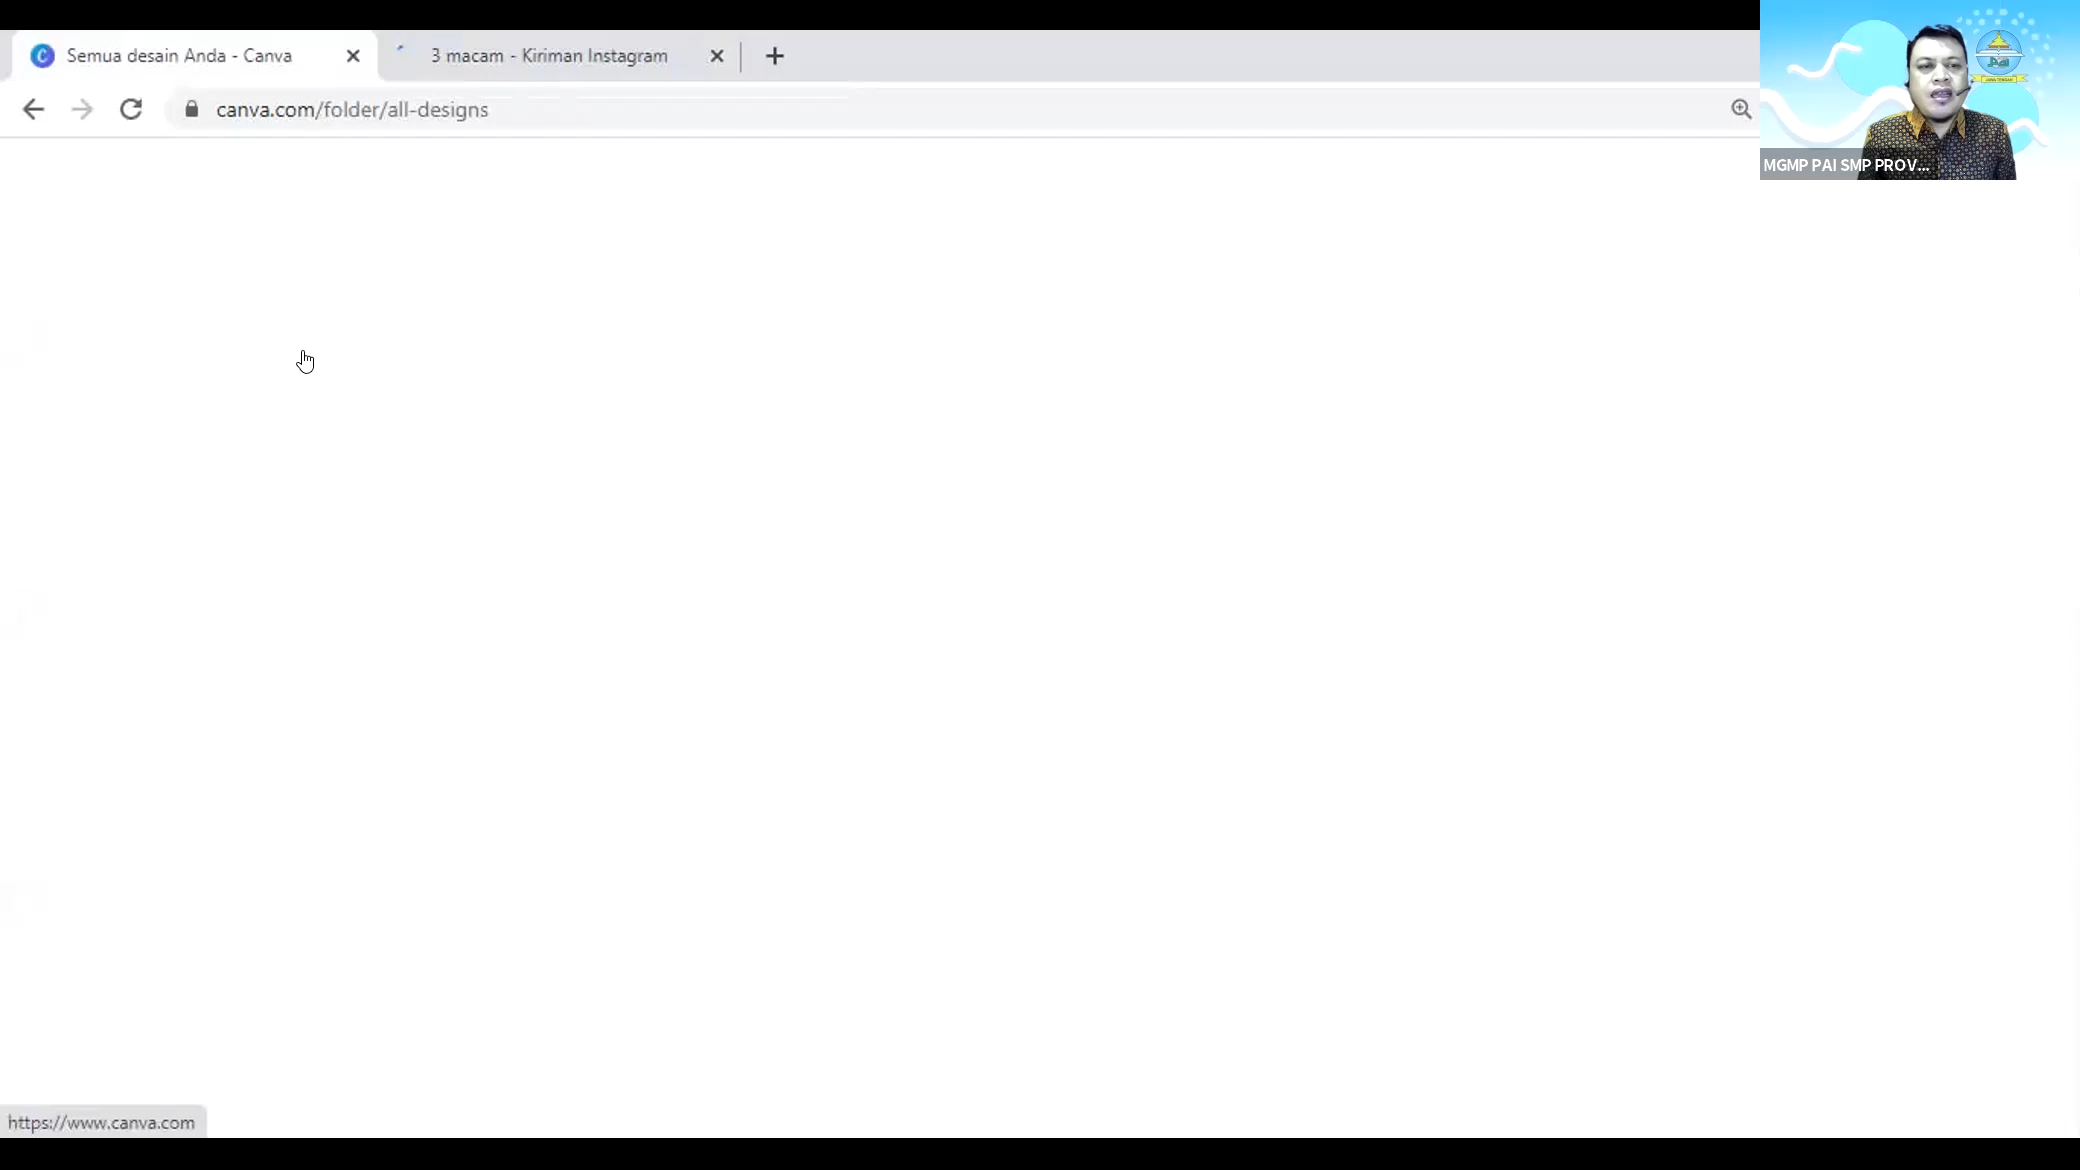 Semua desain Anda - Canva
3 macam - Kiriman Instagram
canva.com/folder/all-designs
MGMP PAI SMP PROV...
https://www.canva.com